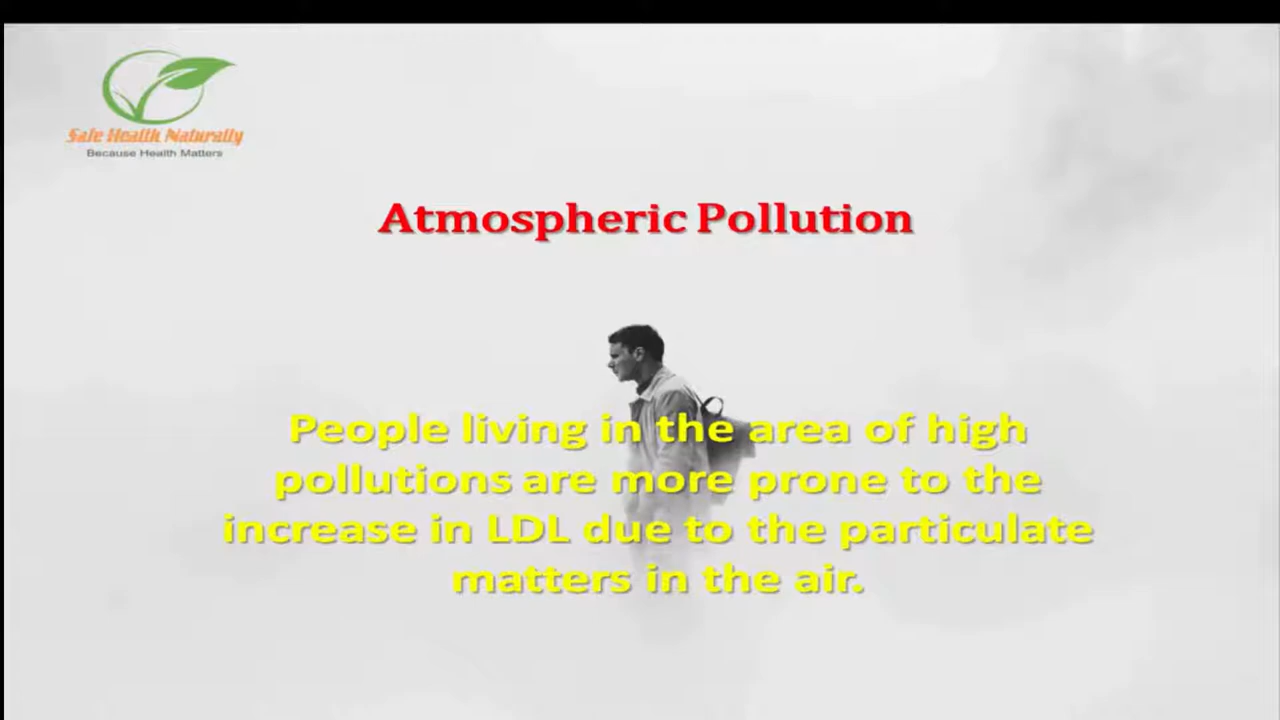 Safe Health Naturally
Because Health Matters
Atmospheric Pollution
People living in the area of high
pollutions are more prone to the
increase in LDL due to the particulate
matters in the air.